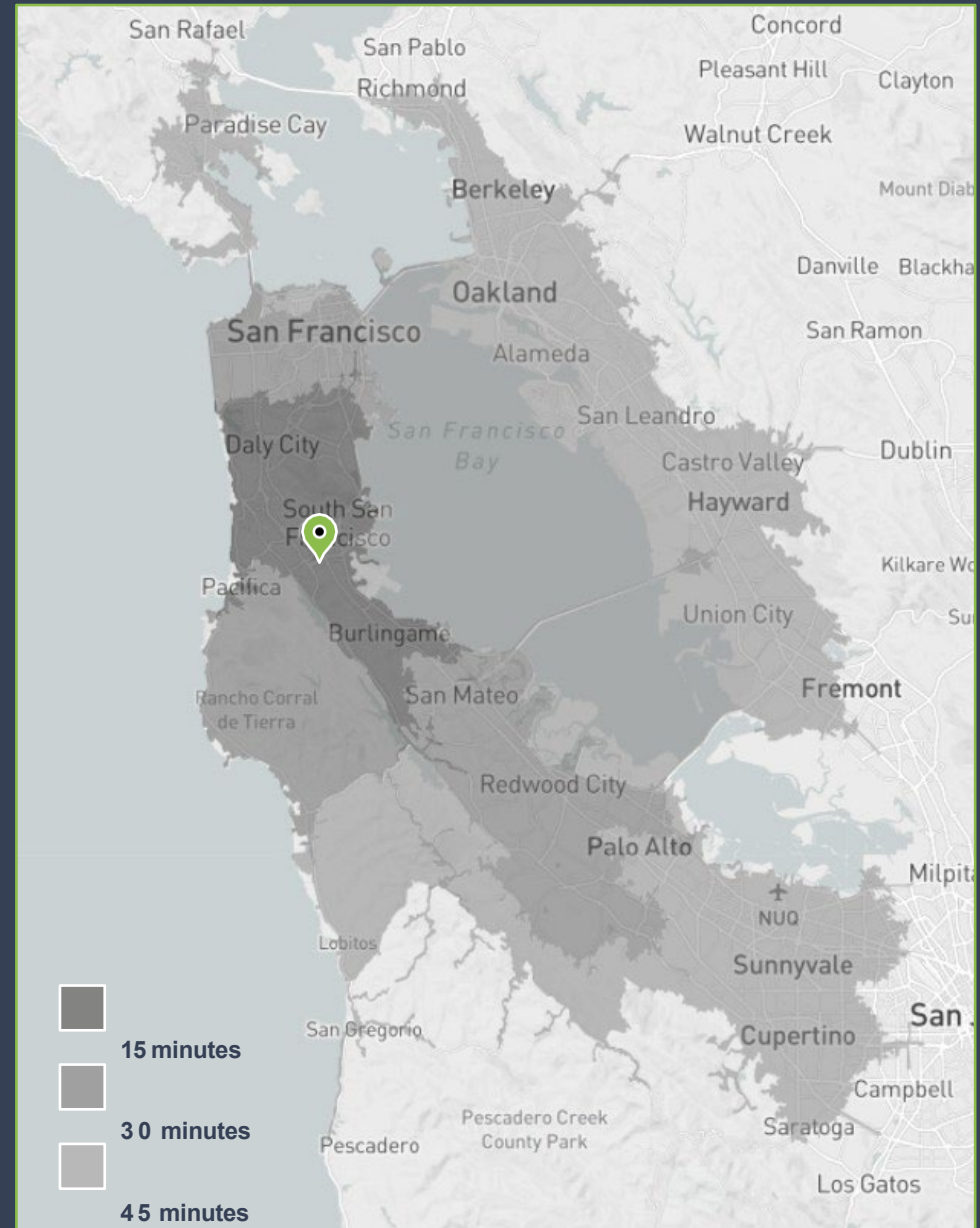 San Rafael
San Pablo
Concord
Richmond
Pleasant Hill
Clayton
Paradise Cay
Walnut Creek
Berkeley
Mount Diab
Danville
Blackha
Oakland
San Francisco
San Ramon
Alameda
San Leandro
Daly City
San Francisco
Bay
Dublin
Castro Valley
Hayward
South San
F cisco
Kilkare Wo
Pacifica
Union City
Su
Burlingame
Fremont
San Mateo
Rancho Corral
de Tierra
Redwood City
Palo Alto
Milpit
NUQ
Lobitos
Sunnyvale
San
San Gregorio
Cupertino
15 minutes
Campbell
Pescadero Creek
County Park
Saratoga
30 minutes
Pescadero
Los Gatos
45 minutes